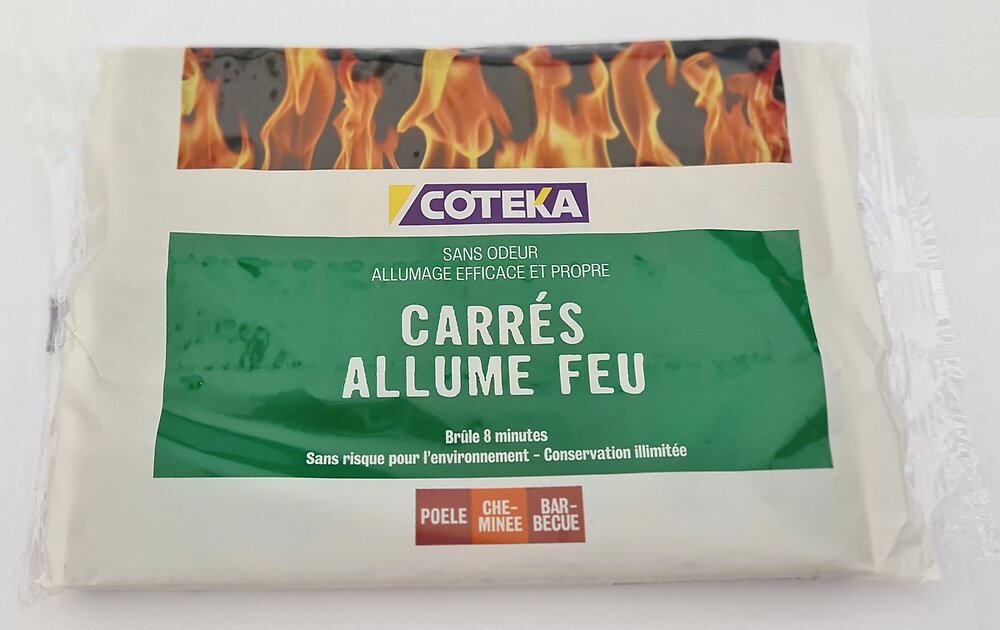 COTEKA
SANS ODEUR
ALLUMAGE EFFICACE ET PROPRE
CARRÉS
ALLUME FEU
Brûle 8 minutes
Sans risque pour l'environnement - Conservation illimitée
POELE
CHE-
MINEE
BAR-
BECUE